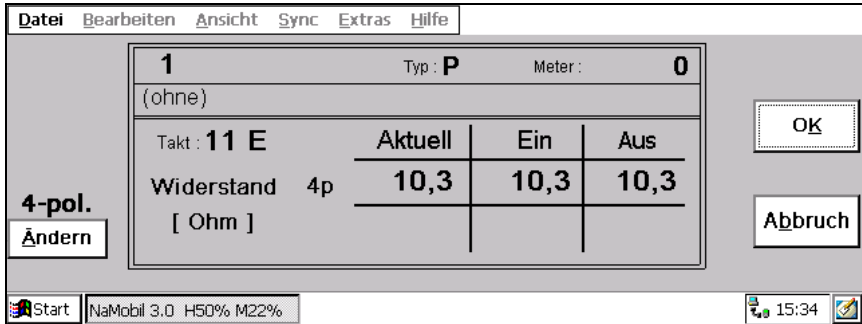 Datei Bearbeiten Ansicht Sync Extras Hilfe
1 Typ : P Meter : 0
(ohne)
Takt : 11 E Aktuell Ein Aus
Widerstand 4p 10,3 10,3 10,3
[ Ohm ]
4-pol.
Ändern
OK
Abbruch
Start NaMobil 3.0 H50% M22% 15:34